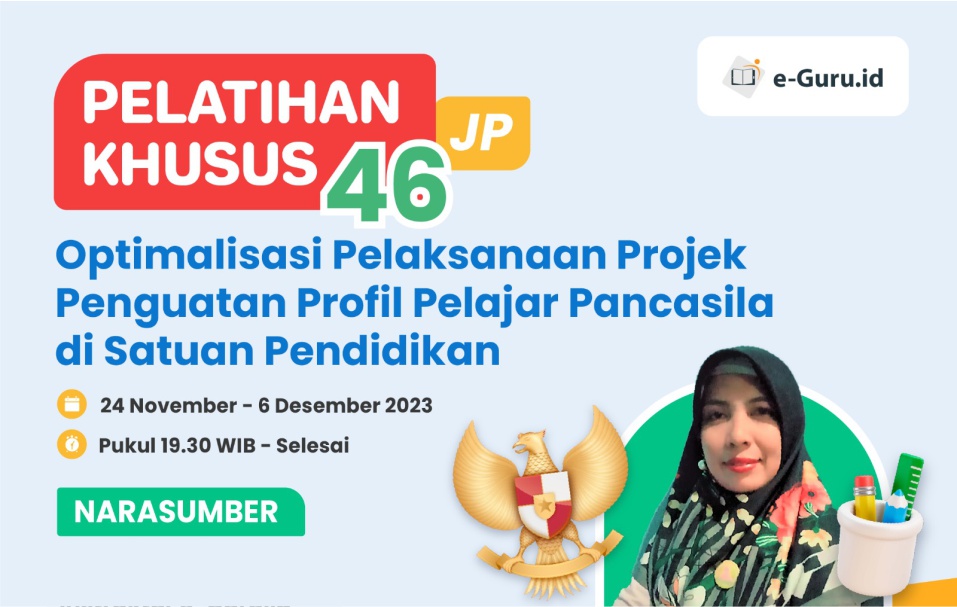 e-Guru.id
PELATIHAN
KHUSUS 46 JP
Optimalisasi Pelaksanaan Projek
Penguatan Profil Pelajar Pancasila
di Satuan Pendidikan
24 November - 6 Desember 2023
Pukul 19.30 WIB - Selesai
NARASUMBER